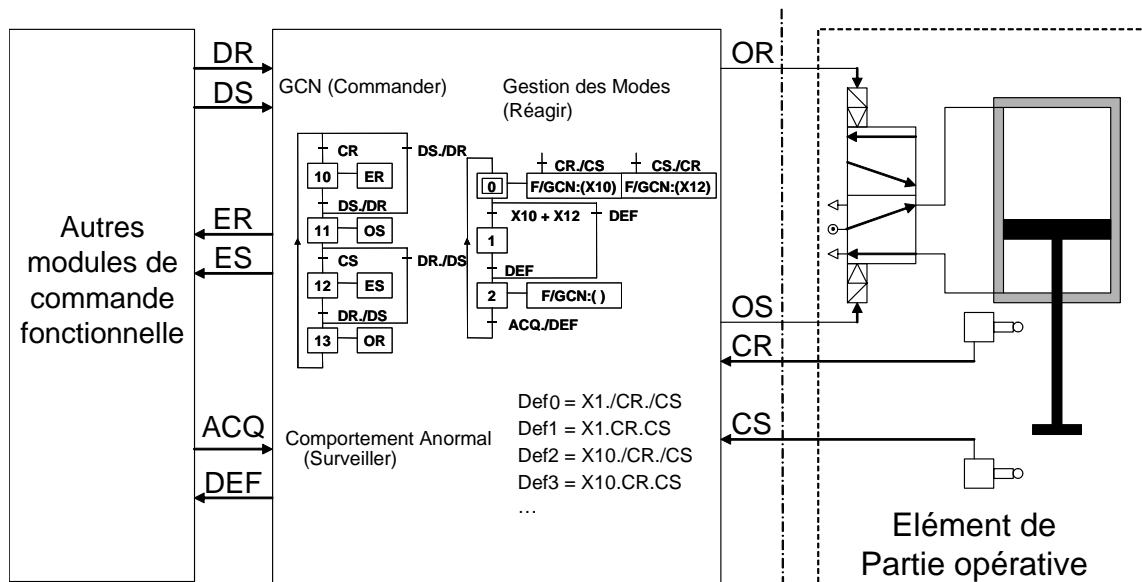 Autres
modules de
commande
fonctionnelle
DR
DS
ER
ES
ACQ
DEF
GCN (Commander)
CR
DS./DR
10
ER
DS./DR
11
OS
CS
DR./DS
12
ES
DR./DS
13
OR
Gestion des Modes
(Réagir)
CR./CS
CS./CR
0
F/GCN:(X10)
F/GCN:(X12)
X10 + X12
DEF
1
DEF
2
F/GCN:( )
ACQ./DEF
Comportement Anormal
(Surveiller)
Def0 = X1./CR./CS
Def1 = X1.CR.CS
Def2 = X10./CR./CS
Def3 = X10.CR.CS
…
OR
OS
CR
CS
Elément de
Partie opérative